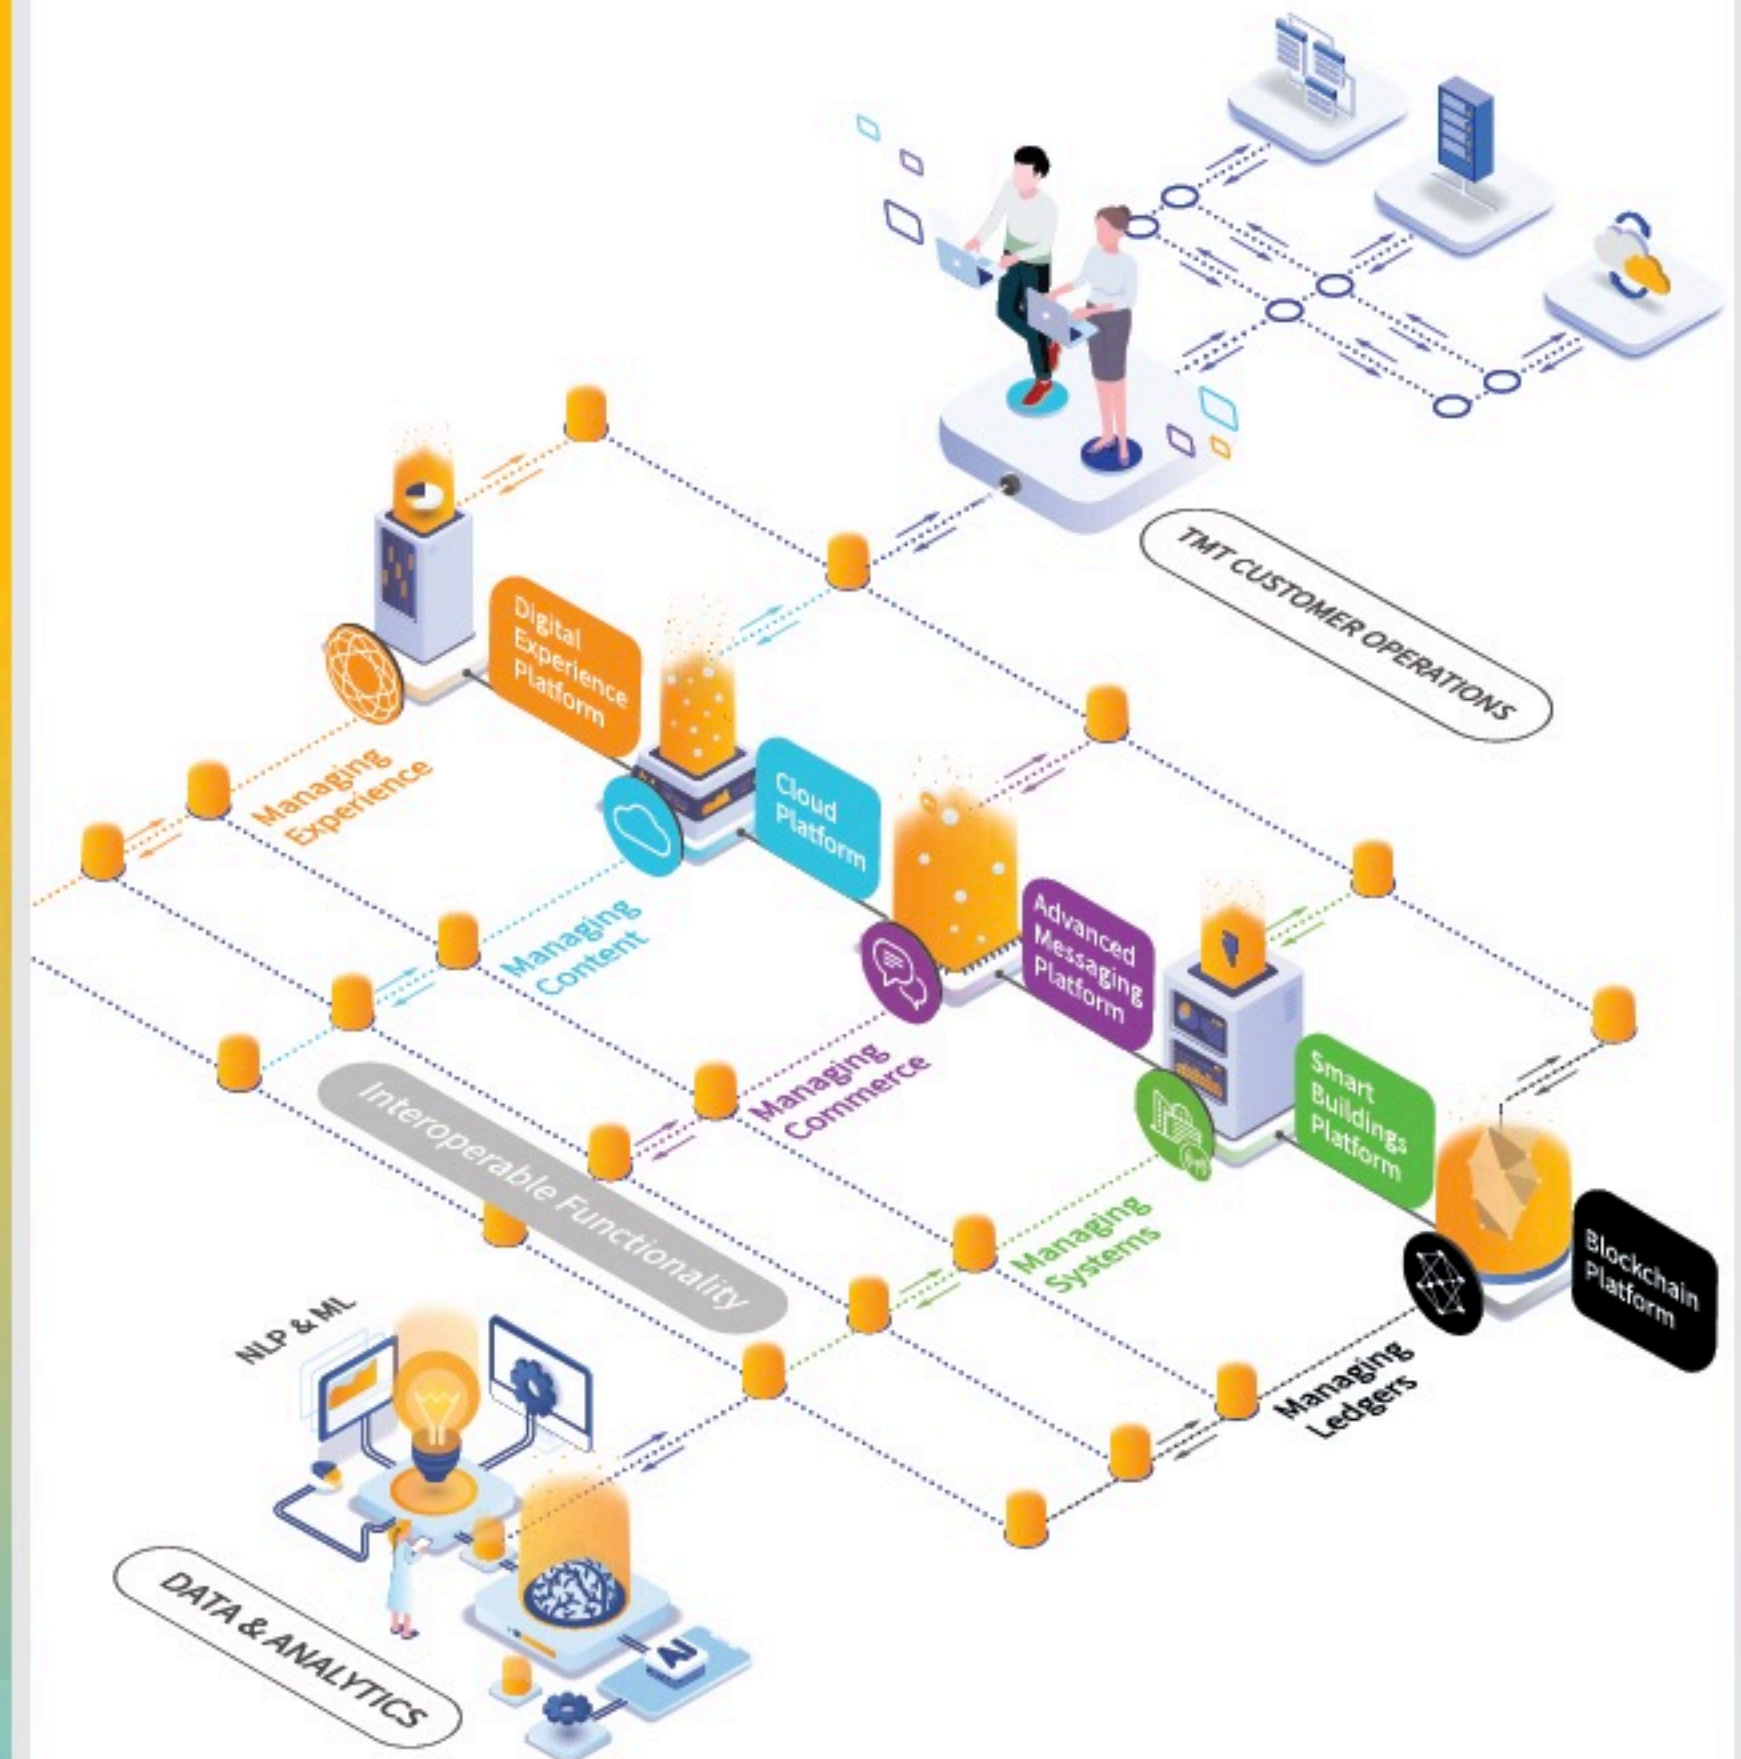 TMT CUSTOMER OPERATIONS
Digital
Experience
Platform
Managing
Experience
Cloud
Platform
Managing
Content
Advanced
Messaging
Platform
Managing
Commerce
Smart
Buildings
Platform
Managing
Systems
Blockchain
Platform
Managing
Ledgers
Interoperable Functionality
NLP & ML
DATA & ANALYTICS
AI